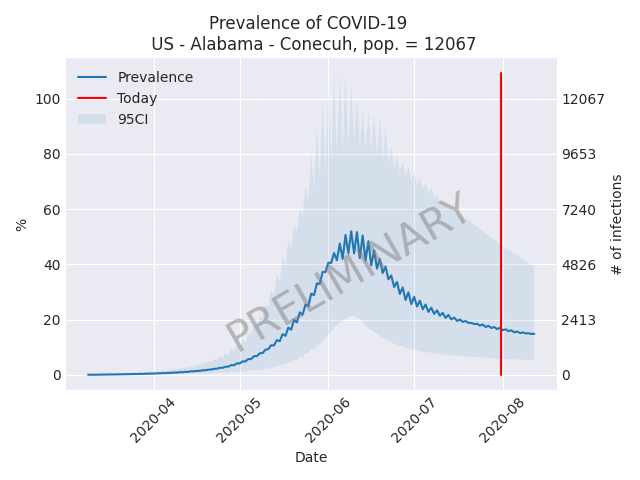 Prevalence of COVID-19
US - Alabama - Conecuh, pop. = 12067
Prevalence
Today
95CI
100
80
60
40
20
0
%
12067
9653
7240
4826
2413
0
# of infections
PRELIMINARY
2020-04
2020-05
2020-06
2020-07
2020-08
Date